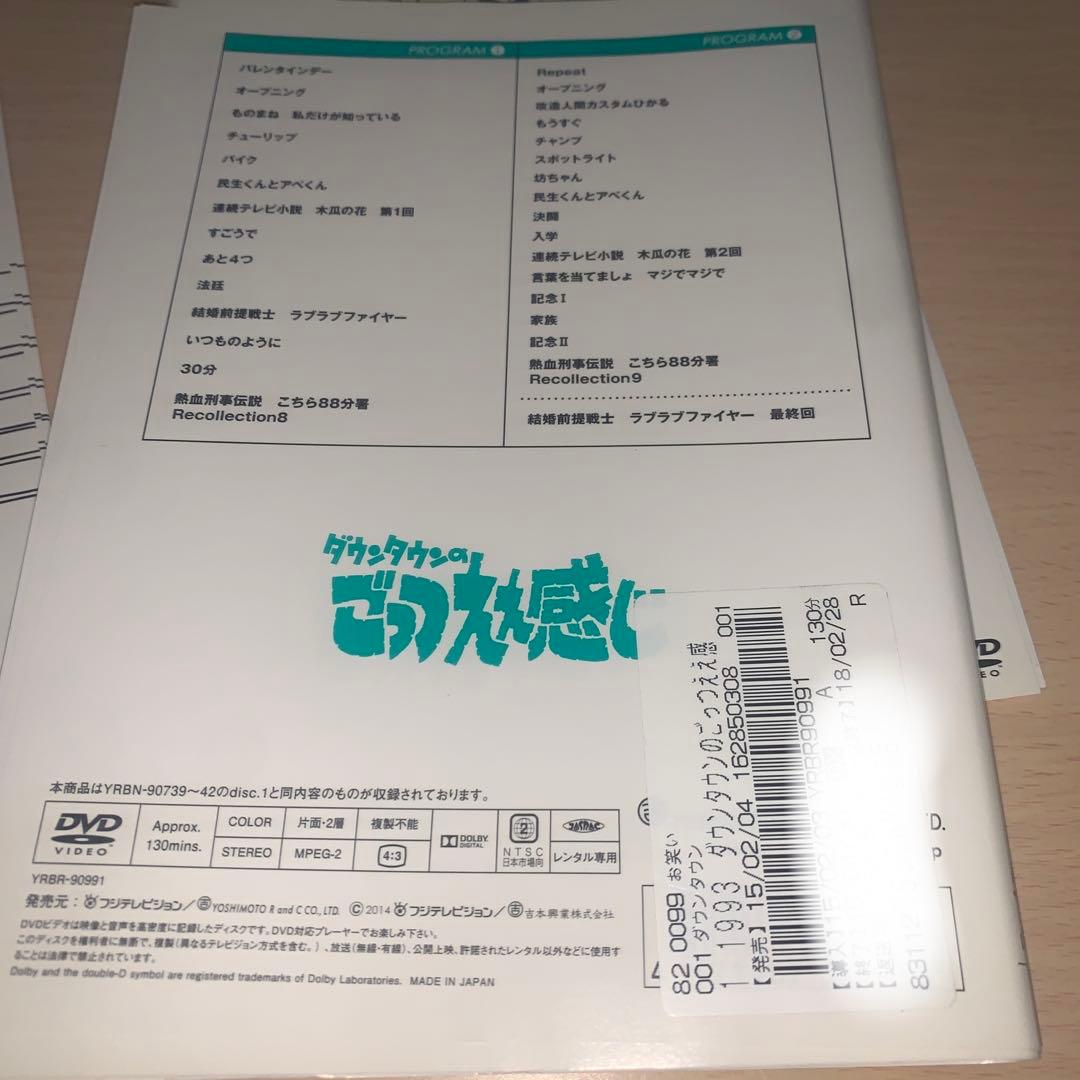 PROGRAM 1
バレンタインデー
オープニング
ものまね 私だけが知っている
チューリップ
バイク
民生くんとアベくん
連続テレビ小説 木瓜の花 第1回
すごうで
あと4つ
法廷
結婚前提戦士 ラブラブファイヤー
いつものように
30分
熱血刑事伝説 こちら88分署
Recollection8
PROGRAM 2
Repeat
オープニング
改造人間カスタムひかる
もうすぐ
チャンプ
スポットライト
坊ちゃん
民生くんとアベくん
決闘
入学
連続テレビ小説 木瓜の花 第2回
言葉を当てましょ マジでマジで
記念I
家族
記念II
熱血刑事伝説 こちら88分署
Recollection9
結婚前提戦士 ラブラブファイヤー 最終回
ダウンタウンの
ごっつええ感じ
本商品はYRBN-90739〜42のdisc.1と同内容のものが収録されております。
DVD
VIDEO
Approx.
130mins.
COLOR
STEREO
片面・2層
MPEG-2
複製不能
4:3
DOLBY
DIGITAL
2
NTSC
日本市場向
レンタル専用
YRBR-90991
発売元：フジテレビジョン/YOSHIMOTO R and C CO., LTD. ©2014 フジテレビジョン/吉本興業株式会社
DVDビデオは映像と音声を高密度に記録したディスクです。DVD対応プレーヤーでお楽しみ下さい。
このディスクを権利者に無断で、複製(異なるテレビジョン方式を含む。)、放送(無線・有線)、公開上映、許諾されたレンタル以外などに使用す
ることは法律で禁止されています。
Dolby and the double-D symbol are registered trademarks of Dolby Laboratories. MADE IN JAPAN
82 0099 お笑い
001 ダウンタウン
1 1993 ダウンタウンのごっつええ感
【発売】15/02/04 162850308 001
YRBR90991 A 130分
18/02/28 R
831